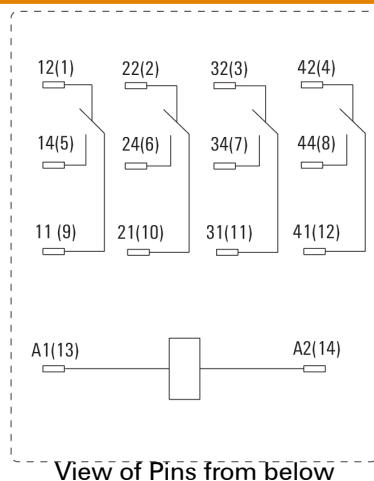 12(1) 22(2) 32(3) 42(4)
14(5) 24(6) 34(7) 44(8)
11 (9) 21(10) 31(11) 41(12)
A1(13) A2(14)
View of Pins from below